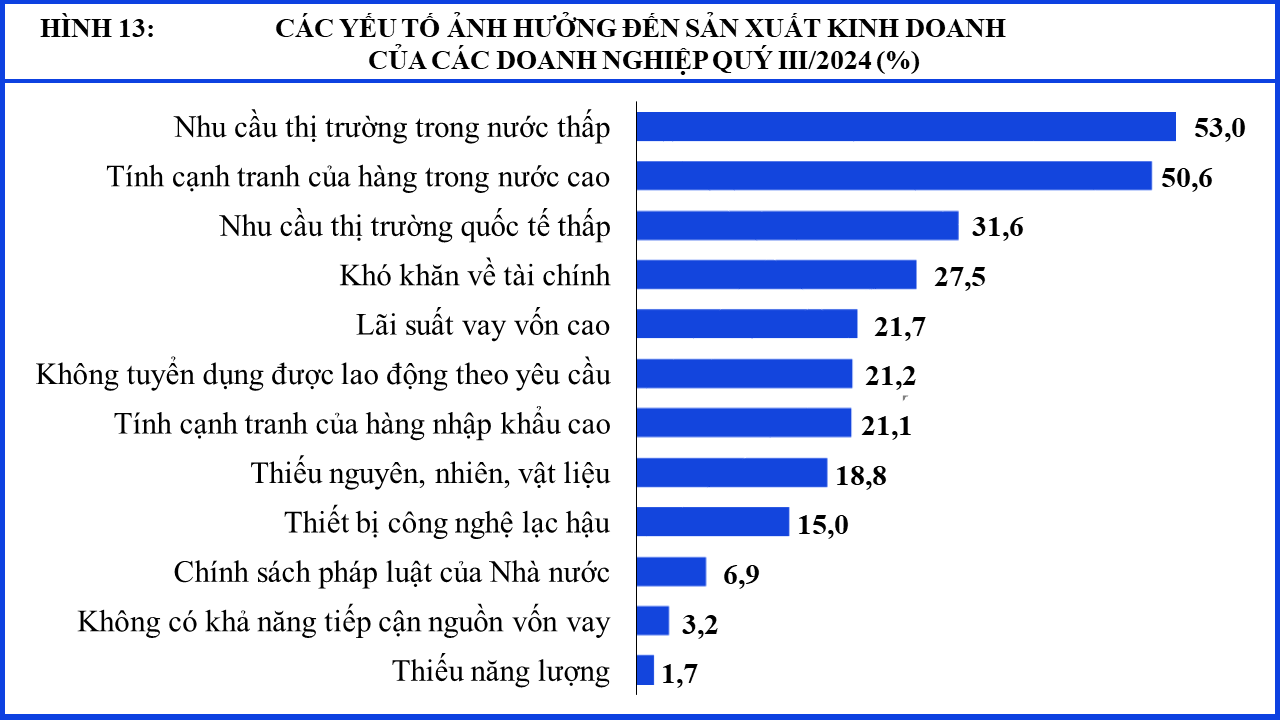 HÌNH 13: CÁC YẾU TỐ ẢNH HƯỞNG ĐẾN SẢN XUẤT KINH DOANH
CỦA CÁC DOANH NGHIỆP QUÝ III/2024 (%)
Nhu cầu thị trường trong nước thấp 53,0
Tính cạnh tranh của hàng trong nước cao 50,6
Nhu cầu thị trường quốc tế thấp 31,6
Khó khăn về tài chính 27,5
Lãi suất vay vốn cao 21,7
Không tuyển dụng được lao động theo yêu cầu 21,2
Tính cạnh tranh của hàng nhập khẩu cao 21,1
Thiếu nguyên, nhiên, vật liệu 18,8
Thiết bị công nghệ lạc hậu 15,0
Chính sách pháp luật của Nhà nước 6,9
Không có khả năng tiếp cận nguồn vốn vay 3,2
Thiếu năng lượng 1,7